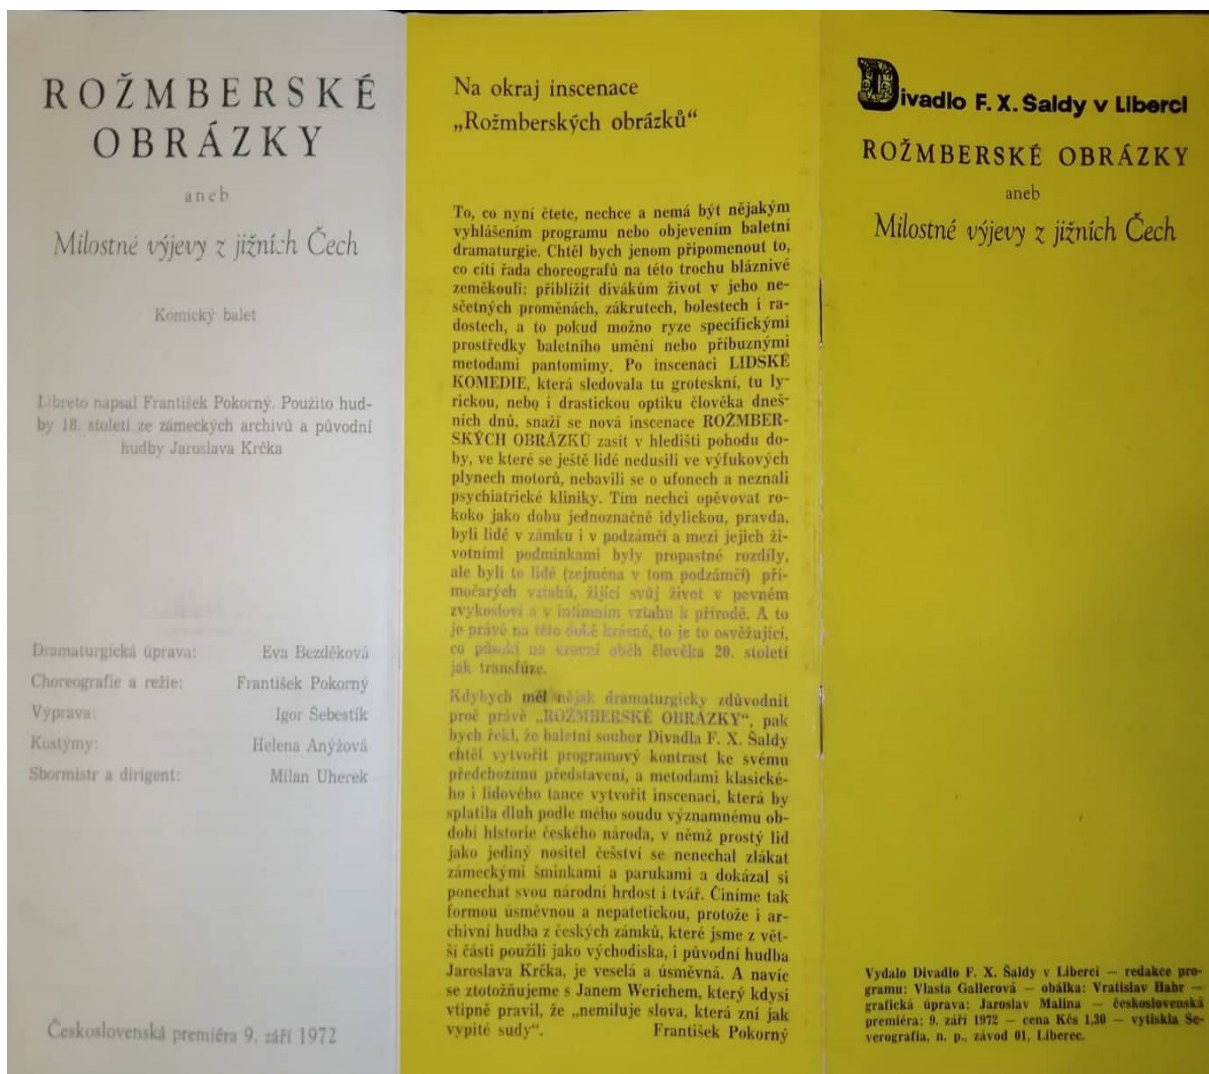 ROŽMBERSKÉ
OBRÁZKY
aneb
Milostné výjevy z jižních Čech
Komický balet
Libreto napsal František Pokorný. Použito hud-
by 18. století ze zámeckých archivů a původní
hudby Jaroslava Krčka
Dramaturgická úprava: Eva Bezděková
Choreografie a režie: František Pokorný
Výprava: Igor Šebestík
Kostýmy: Helena Anýžová
Sbormistr a dirigent: Milan Uherek
Československá premiéra 9. září 1972
Na okraj inscenace
„Rožmberských obrázků“
To, co nyní čtete, nechce a nemá být nějakým
vyhlášením programu nebo objevením baletní
dramaturgie. Chtěl bych jenom připomenout to,
co cítí řada choreografů na této trochu bláznivé
zeměkouli: přiblížit divákům život v jeho ne-
sčetných proměnách, zákrutech, bolestech i ra-
dostech, a to pokud možno ryze specifickými
prostředky baletního umění nebo příbuznými
metodami pantomimy. Po inscenaci LIDSKÉ
KOMEDIE, která sledovala tu groteskní, tu ly-
rickou, nebo i drastickou optiku člověka dneš-
ních dnů, snaží se nová inscenace ROŽMBER-
SKÝCH OBRÁZKŮ zasít v hledišti pohodu do-
by, ve které se ještě lidé nedusili ve výfukových
plynech motorů, nebavili se o ufonech a neznali
psychiatrické kliniky. Tím nechci opěvovat ro-
koko jako dobu jednoznačně idylickou, pravda,
byli lidé v zámku i v podzámčí a mezi jejich ži-
votními podmínkami byly propastné rozdíly,
ale byli to lidé (zejména v tom podzámčí) pří-
močarých vztahů, žijící svůj život v pevném
zvykosloví a v intimním vztahu k přírodě. A to
je právě na této době krásné, to je to osvěžující,
co působí na krevní oběh člověka 20. století
jak transfúze.
Kdybych měl nějak dramaturgicky zdůvodnit
proč právě „ROŽMBERSKÉ OBRÁZKY“, pak
bych řekl, že baletní soubor Divadla F. X. Šaldy
chtěl vytvořit programový kontrast ke svému
předchozímu představení, a metodami klasické-
ho i lidového tance vytvořit inscenaci, která by
splatila dluh podle mého soudu významnému ob-
dobí historie českého národa, v němž prostý lid
jako jediný nositel češství se nenechal zlákat
zámeckými šminkami a parukami a dokázal si
ponechat svou národní hrdost i tvář. Činíme tak
formou úsměvnou a nepatetickou, protože i ar-
chivní hudba z českých zámků, které jsme z vět-
ší části použili jako východiska, i původní hudba
Jaroslava Krčka, je veselá a úsměvná. A navíc
se ztotožňujeme s Janem Werichem, který kdysi
vtipně pravil, že „nemiluje slova, která zní jak
vypité sudy“. František Pokorný
Divadlo F. X. Šaldy v Liberci
ROŽMBERSKÉ OBRÁZKY
aneb
Milostné výjevy z jižních Čech
Vydalo Divadlo F. X. Šaldy v Liberci — redakce pro-
gramu: Vlasta Gallerová — obálka: Vratislav Habr —
grafická úprava: Jaroslav Malina — československá
premiéra: 9. září 1972 — cena Kčs 1,30 — vytiskla Se-
verografia, n. p., závod 01, Liberec.